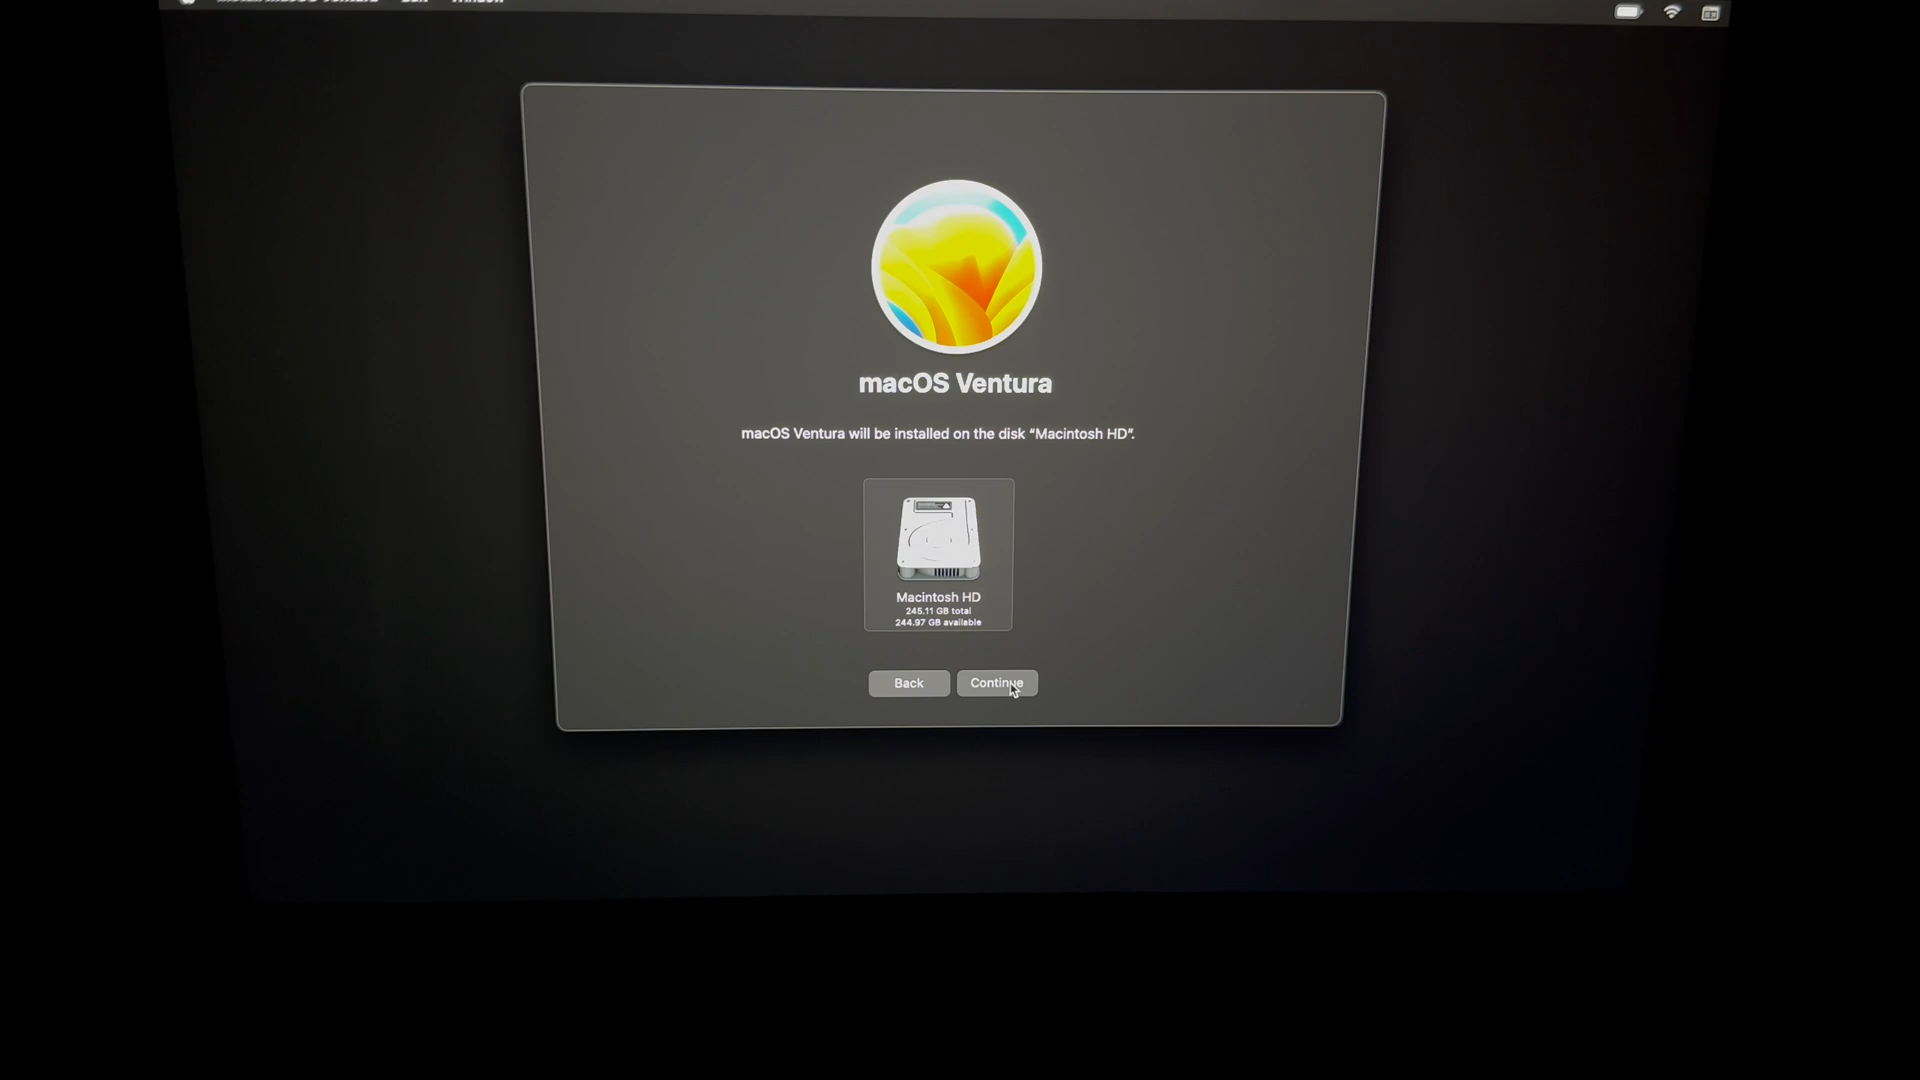 macOS Ventura
macOS Ventura will be installed on the disk “Macintosh HD”.
Macintosh HD
245.11 GB total
244.97 GB available
Back
Continue